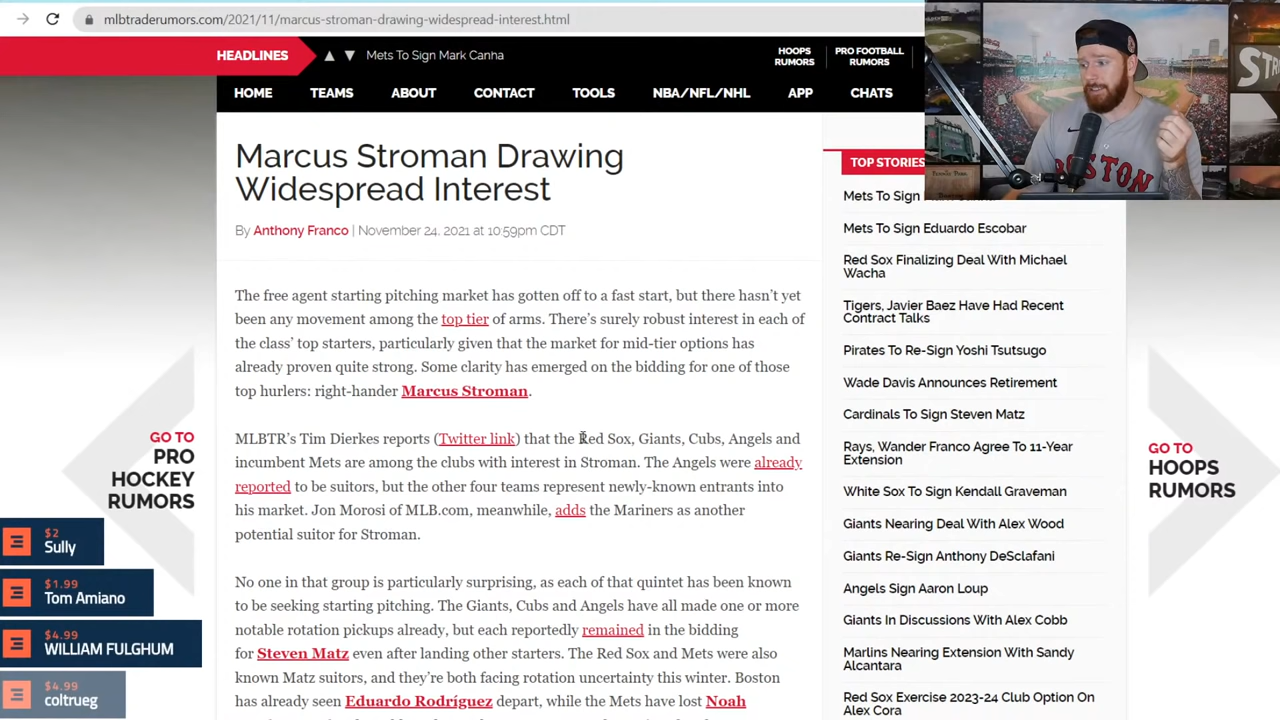 mlbtraderumors.com/2021/11/marcus-stroman-drawing-widespread-interest.html
HEADLINES
Mets To Sign Mark Canha
HOOPS
RUMORS
PRO FOOTBALL
RUMORS
HOME
TEAMS
ABOUT
CONTACT
TOOLS
NBA/NFL/NHL
APP
CHATS
Marcus Stroman Drawing
Widespread Interest
By Anthony Franco | November 24, 2021 at 10:59pm CDT
The free agent starting pitching market has gotten off to a fast start, but there hasn't yet
been any movement among the top tier of arms. There's surely robust interest in each of
the class' top starters, particularly given that the market for mid-tier options has
already proven quite strong. Some clarity has emerged on the bidding for one of those
top hurlers: right-hander Marcus Stroman.
MLBTR's Tim Dierkes reports (Twitter link) that the Red Sox, Giants, Cubs, Angels and
incumbent Mets are among the clubs with interest in Stroman. The Angels were already
reported to be suitors, but the other four teams represent newly-known entrants into
his market. Jon Morosi of MLB.com, meanwhile, adds the Mariners as another
potential suitor for Stroman.
No one in that group is particularly surprising, as each of that quintet has been known
to be seeking starting pitching. The Giants, Cubs and Angels have all made one or more
notable rotation pickups already, but each reportedly remained in the bidding
for Steven Matz even after landing other starters. The Red Sox and Mets were also
known Matz suitors, and they're both facing rotation uncertainty this winter. Boston
has already seen Eduardo Rodríguez depart, while the Mets have lost Noah
TOP STORIES
Mets To Sign
Mets To Sign Eduardo Escobar
Red Sox Finalizing Deal With Michael
Wacha
Tigers, Javier Baez Have Had Recent
Contract Talks
Pirates To Re-Sign Yoshi Tsutsugo
Wade Davis Announces Retirement
Cardinals To Sign Steven Matz
Rays, Wander Franco Agree To 11-Year
Extension
White Sox To Sign Kendall Graveman
Giants Nearing Deal With Alex Wood
Giants Re-Sign Anthony DeSclafani
Angels Sign Aaron Loup
Giants In Discussions With Alex Cobb
Marlins Nearing Extension With Sandy
Alcantara
Red Sox Exercise 2023-24 Club Option On
Alex Cora
GO TO
PRO
HOCKEY
RUMORS
GO TO
HOOPS
RUMORS
$2
Sully
$1.99
Tom Amiano
$4.99
WILLIAM FULGHUM
$4.99
coltrueg
BOSTON
STR